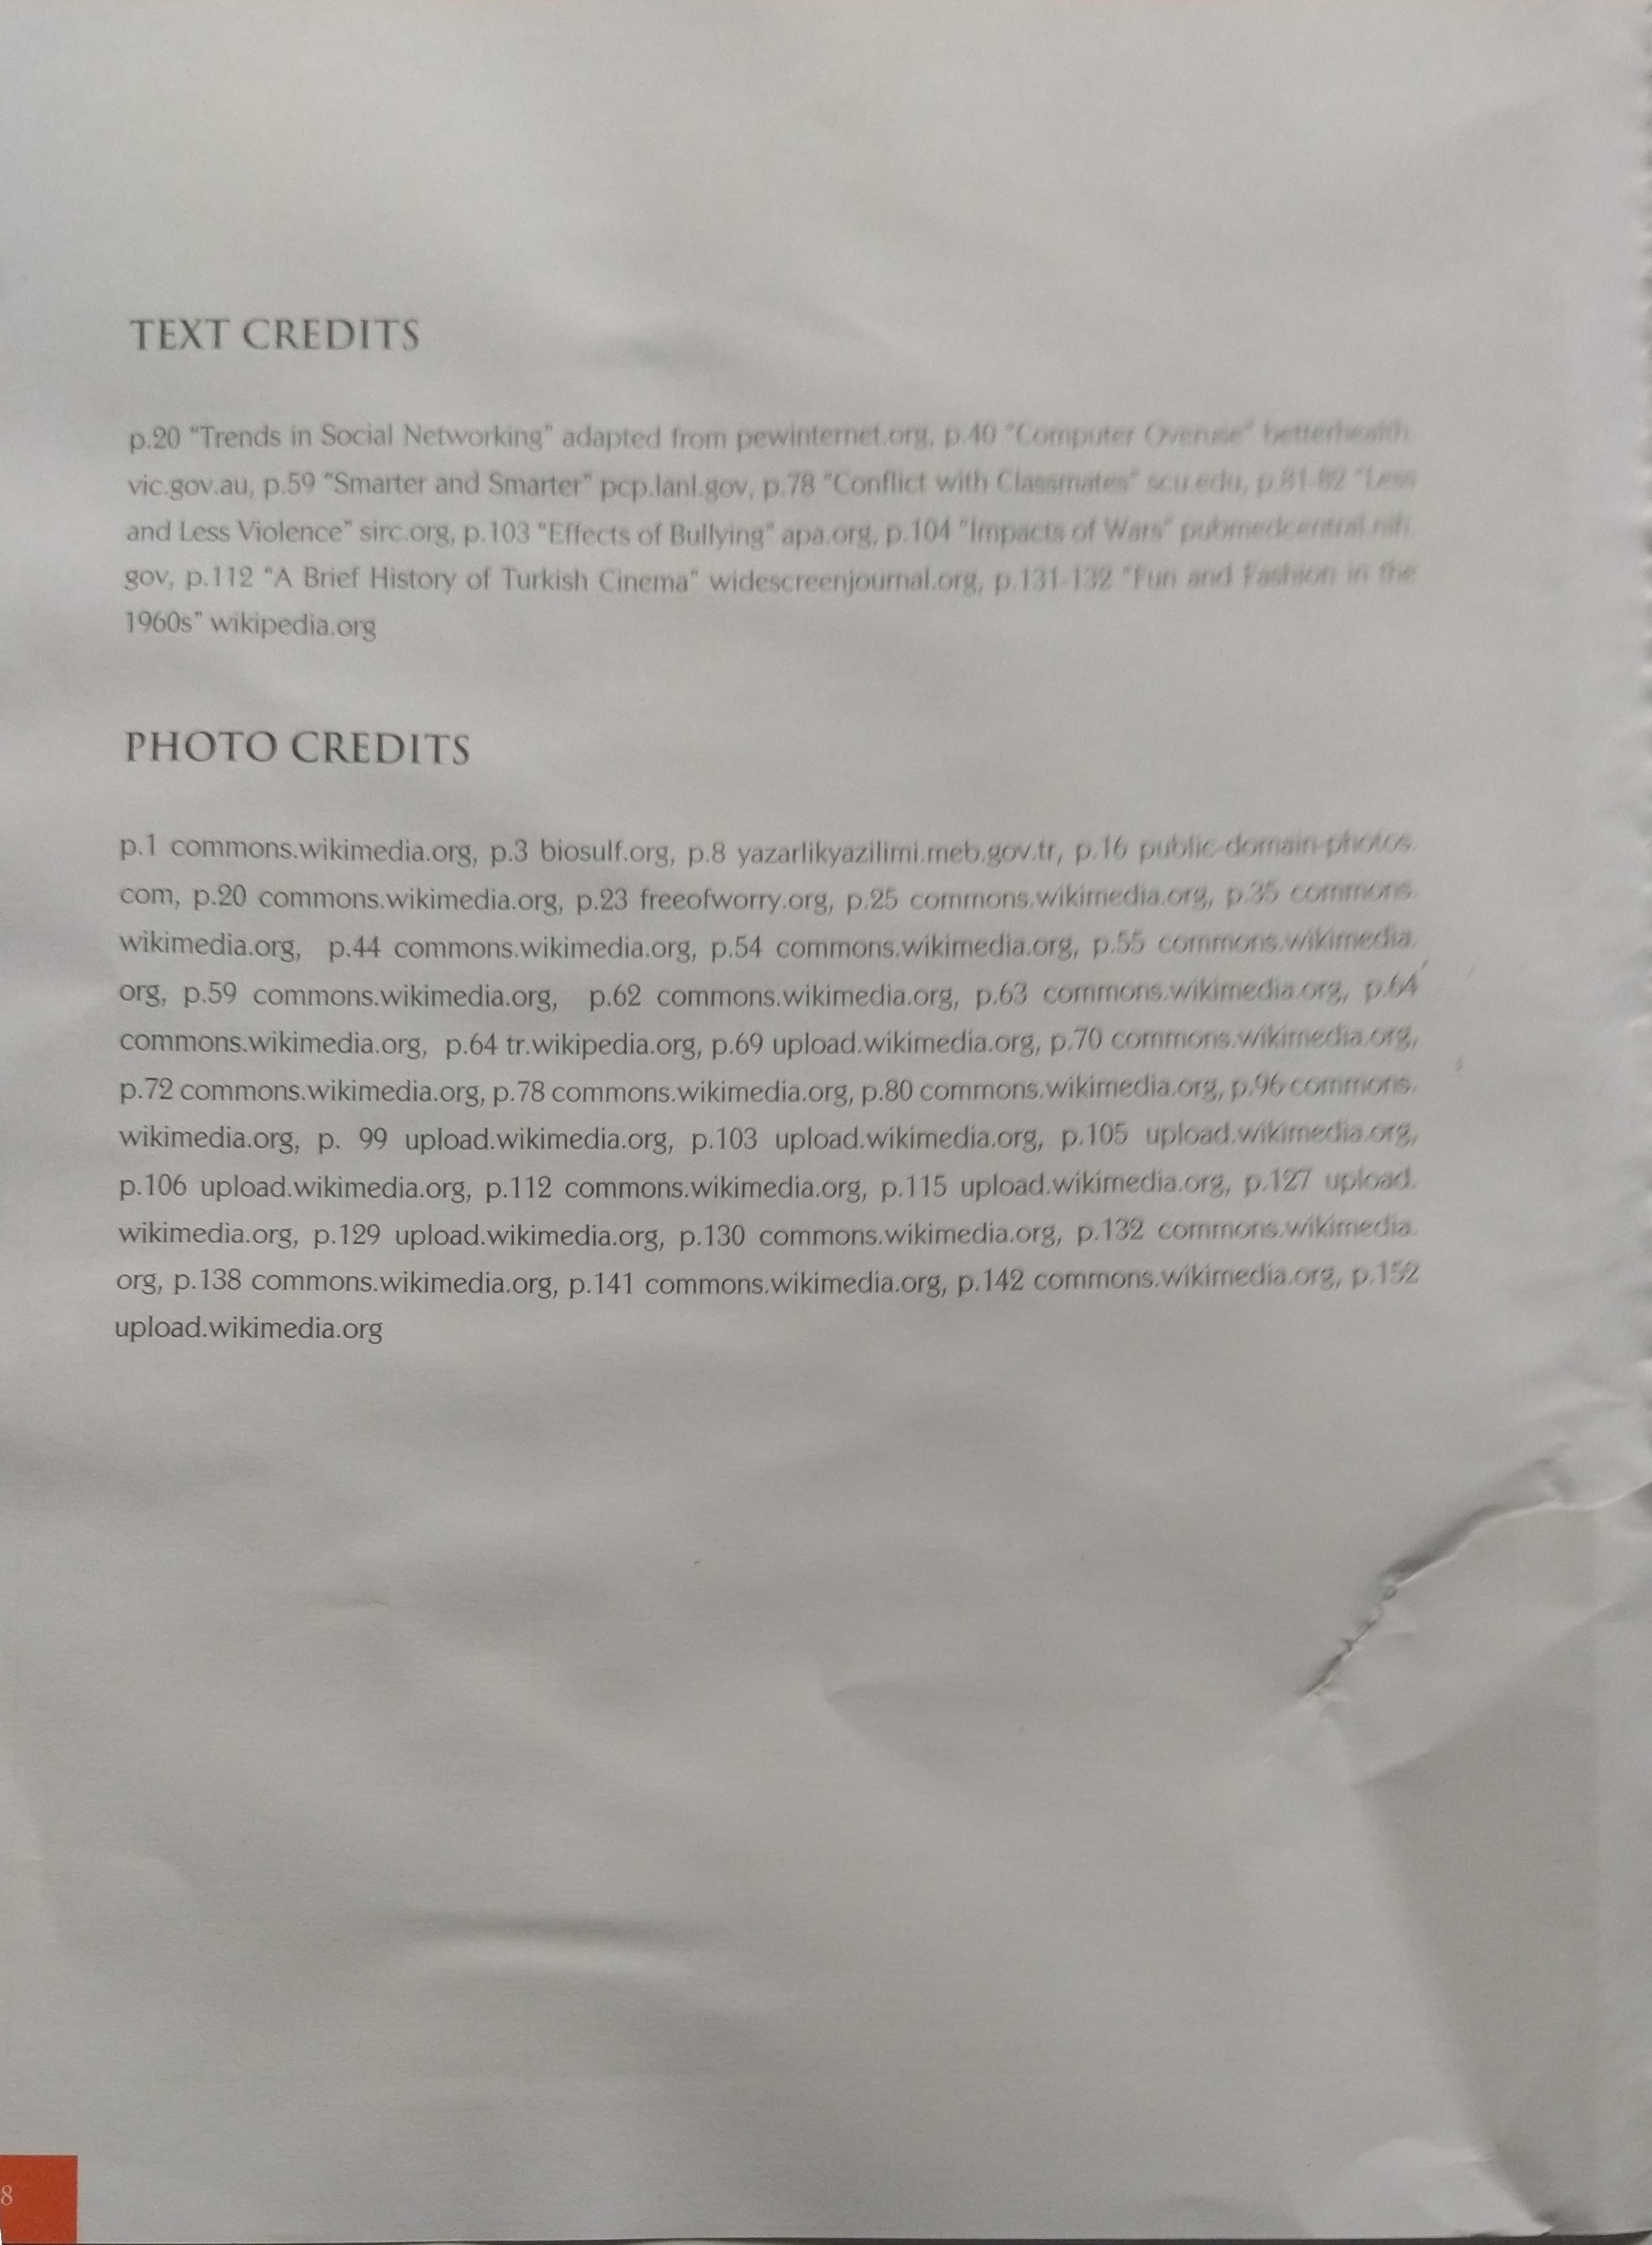 TEXT CREDITS
p.20 “Trends in Social Networking” adapted from pewinternet.org, p.40 “Computer Overuse” betterhealth.
vic.gov.au, p.59 “Smarter and Smarter” pcp.lanl.gov, p.78 “Conflict with Classmates” scu.edu, p.81-82 “Less
and Less Violence” sirc.org, p.103 “Effects of Bullying” apa.org, p.104 “Impacts of Wars” pubmedcentral.nih.
gov, p.112 “A Brief History of Turkish Cinema” widescreenjournal.org, p.131-132 “Fun and Fashion in the
1960s” wikipedia.org
PHOTO CREDITS
p.1 commons.wikimedia.org, p.3 biosulf.org, p.8 yazarlikyazilimi.meb.gov.tr, p.16 public-domain-photos.
com, p.20 commons.wikimedia.org, p.23 freeofworry.org, p.25 commons.wikimedia.org, p.35 commons.
wikimedia.org, p.44 commons.wikimedia.org, p.54 commons.wikimedia.org, p.55 commons.wikimedia.
org, p.59 commons.wikimedia.org, p.62 commons.wikimedia.org, p.63 commons.wikimedia.org, p.64
commons.wikimedia.org, p.64 tr.wikipedia.org, p.69 upload.wikimedia.org, p.70 commons.wikimedia.org,
p.72 commons.wikimedia.org, p.78 commons.wikimedia.org, p.80 commons.wikimedia.org, p.96 commons.
wikimedia.org, p. 99 upload.wikimedia.org, p.103 upload.wikimedia.org, p.105 upload.wikimedia.org,
p.106 upload.wikimedia.org, p.112 commons.wikimedia.org, p.115 upload.wikimedia.org, p.127 upload.
wikimedia.org, p.129 upload.wikimedia.org, p.130 commons.wikimedia.org, p.132 commons.wikimedia.
org, p.138 commons.wikimedia.org, p.141 commons.wikimedia.org, p.142 commons.wikimedia.org, p.152
upload.wikimedia.org
8